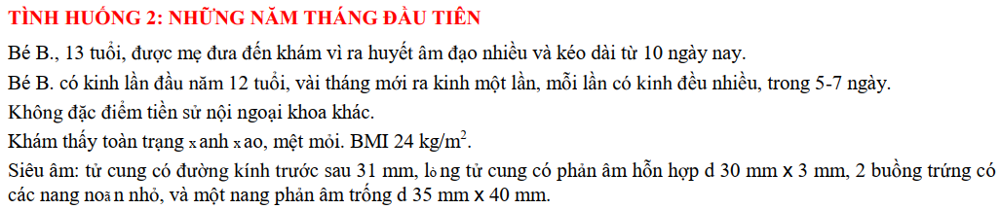 TÌNH HUỐNG 2: NHỮNG NĂM THÁNG ĐẦU TIÊN
Bé B., 13 tuổi, được mẹ đưa đến khám vì ra huyết âm đạo nhiều và kéo dài từ 10 ngày nay.
Bé B. có kinh lần đầu năm 12 tuổi, vài tháng mới ra kinh một lần, mỗi lần có kinh đều nhiều, trong 5-7 ngày.
Không đặc điểm tiền sử nội ngoại khoa khác.
Khám thấy toàn trạng xanh xao, mệt mỏi. BMI 24 kg/m².
Siêu âm: tử cung có đường kính trước sau 31 mm, lòng tử cung có phản âm hỗn hợp d 30 mm x 3 mm, 2 buồng trứng có
các nang noãn nhỏ, và một nang phản âm trống d 35 mm x 40 mm.